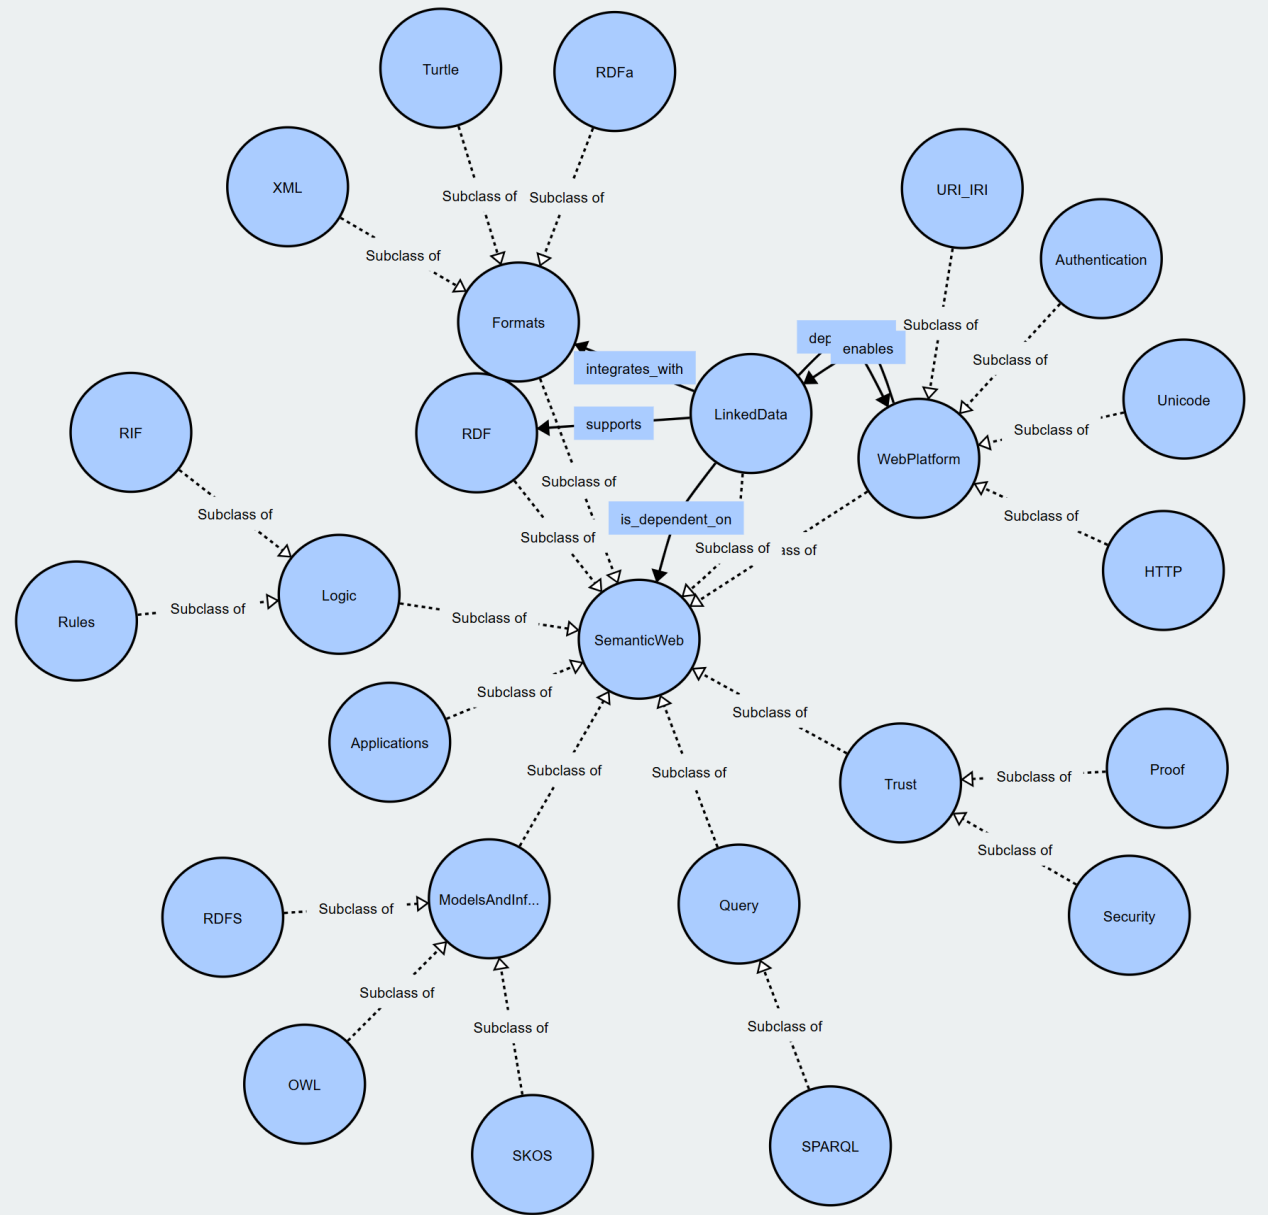 Turtle
RDFa
XML
URI_IRI
Subclass of
Subclass of
Subclass of
Authentication
Formats
Subclass of
enables
Subclass of
integrates_with
Unicode
LinkedData
supports
RDF
RIF
Subclass of
WebPlatform
Subclass of
Subclass of
Subclass of
is_dependent_on
Subclass of
Subclass of
HTTP
Logic
Subclass of
Rules
Subclass of
SemanticWeb
Subclass of
Subclass of
Applications
Subclass of
Subclass of
Subclass of
Trust
Proof
Subclass of
Subclass of
ModelsAndInf...
Query
RDFS
Subclass of
Security
Subclass of
Subclass of
Subclass of
OWL
SKOS
SPARQL